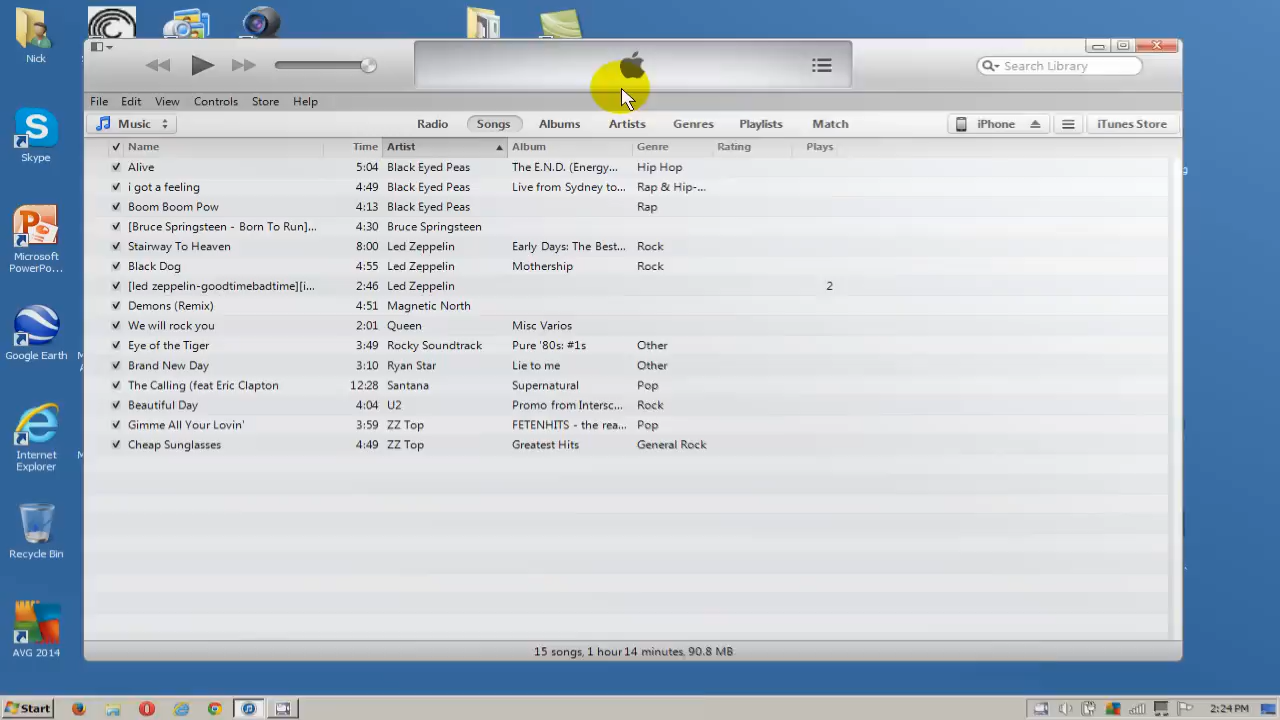 Nick
Skype
Microsoft
PowerPo...
Google Earth
Internet
Explorer
Recycle Bin
AVG 2014
Search Library
File Edit View Controls Store Help
Music Radio Songs Albums Artists Genres Playlists Match iPhone iTunes Store
Name Time Artist Album Genre Rating Plays
Alive 5:04 Black Eyed Peas The E.N.D. (Energy... Hip Hop
i got a feeling 4:49 Black Eyed Peas Live from Sydney to... Rap & Hip-...
Boom Boom Pow 4:13 Black Eyed Peas Rap
[Bruce Springsteen - Born To Run]... 4:30 Bruce Springsteen
Stairway To Heaven 8:00 Led Zeppelin Early Days: The Best... Rock
Black Dog 4:55 Led Zeppelin Mothership Rock
[led zeppelin-goodtimebadtime][i... 2:46 Led Zeppelin 2
Demons (Remix) 4:51 Magnetic North
We will rock you 2:01 Queen Misc Varios
Eye of the Tiger 3:49 Rocky Soundtrack Pure '80s: #1s Other
Brand New Day 3:10 Ryan Star Lie to me Other
The Calling (feat Eric Clapton 12:28 Santana Supernatural Pop
Beautiful Day 4:04 U2 Promo from Intersc... Rock
Gimme All Your Lovin' 3:59 ZZ Top FETENHITS - the rea... Pop
Cheap Sunglasses 4:49 ZZ Top Greatest Hits General Rock
15 songs, 1 hour 14 minutes, 90.8 MB
Start 2:24 PM